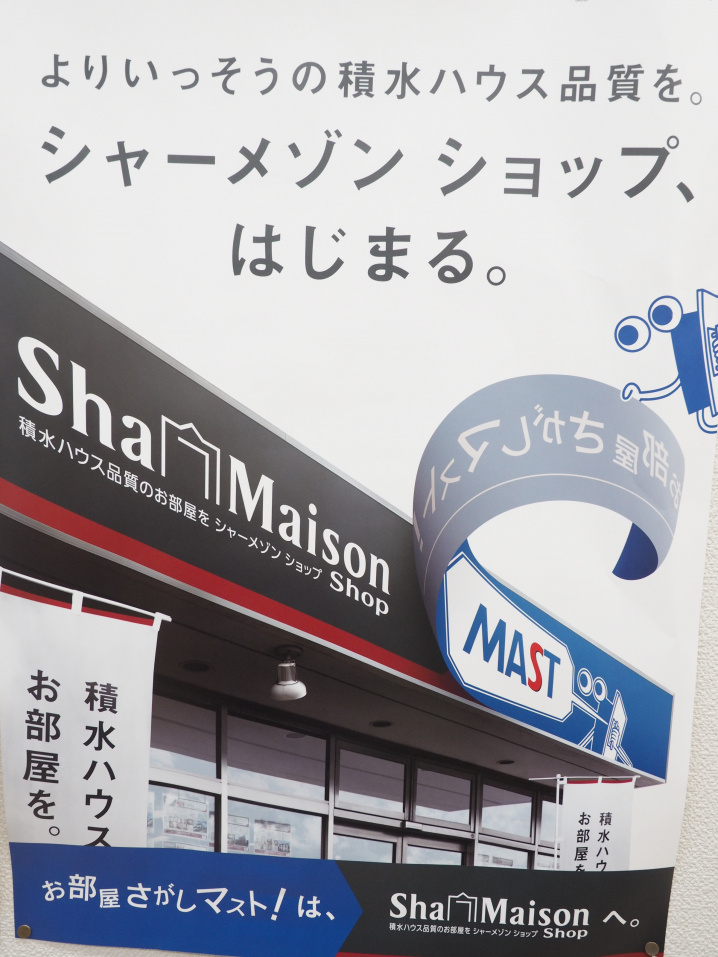 よりいっそうの積水ハウス品質を。
シャーメゾン ショップ、
はじまる。
Sha Maison
積水ハウス品質のお部屋を シャーメゾン ショップ Shop
お部屋さがしマスト
MAST
積水ハウス
お部屋を。
積水ハウ
お部屋を
お部屋さがしマスト!は、
Sha Maison へ。
積水ハウス品質のお部屋を シャーメゾン ショップ Shop